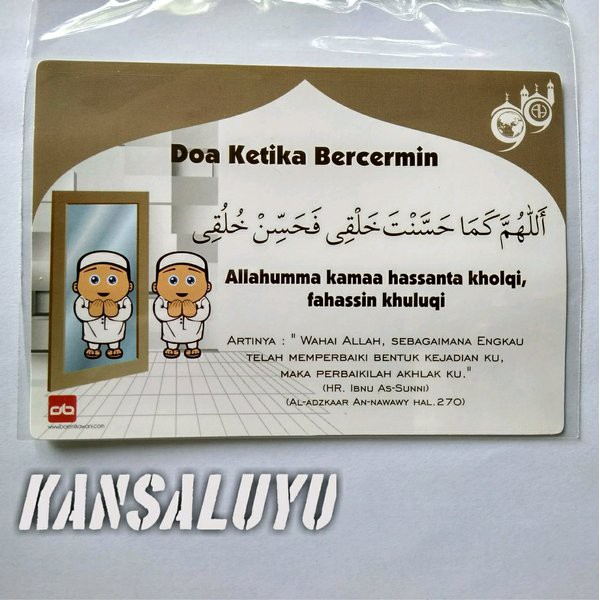 Doa Ketika Bercermin
أَللّٰهُمَّ كَمَا حَسَّنْتَ خَلْقِى فَحَسِّنْ خُلُقِى
Allahumma kamaa hassanta kholqi,
fahassin khuluqi
Artinya : " Wahai Allah, sebagaimana Engkau
telah memperbaiki bentuk kejadian ku,
maka perbaikilah akhlak ku."
(HR. Ibnu As-Sunni)
(Al-adzkaar An-nawawy hal.270)
KANSALUYU